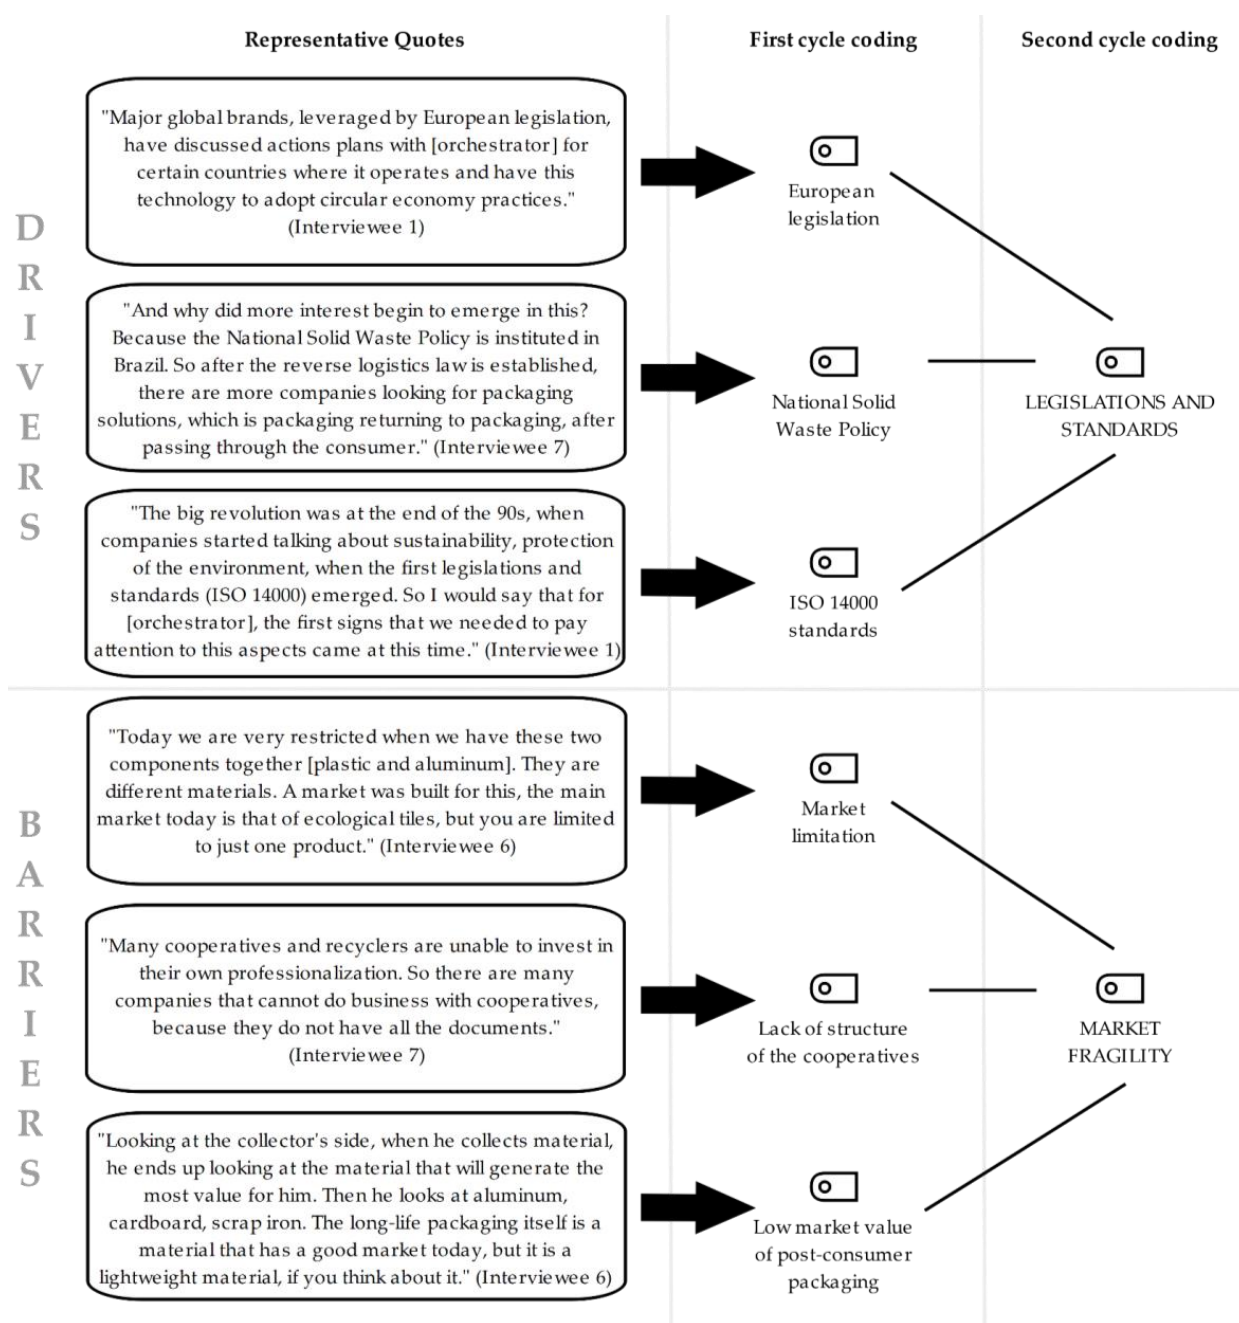 Representative Quotes
First cycle coding
Second cycle coding
DRIVERS
"Major global brands, leveraged by European legislation,
have discussed actions plans with [orchestrator] for
certain countries where it operates and have this
technology to adopt circular economy practices."
(Interviewee 1)
European
legislation
"And why did more interest begin to emerge in this?
Because the National Solid Waste Policy is instituted in
Brazil. So after the reverse logistics law is established,
there are more companies looking for packaging
solutions, which is packaging returning to packaging, after
passing through the consumer." (Interviewee 7)
National Solid
Waste Policy
LEGISLATIONS AND
STANDARDS
"The big revolution was at the end of the 90s, when
companies started talking about sustainability, protection
of the environment, when the first legislations and
standards (ISO 14000) emerged. So I would say that for
[orchestrator], the first signs that we needed to pay
attention to this aspects came at this time." (Interviewee 1)
ISO 14000
standards
BARRIERS
"Today we are very restricted when we have these two
components together [plastic and aluminum]. They are
different materials. A market was built for this, the main
market today is that of ecological tiles, but you are limited
to just one product." (Interviewee 6)
Market
limitation
"Many cooperatives and recyclers are unable to invest in
their own professionalization. So there are many
companies that cannot do business with cooperatives,
because they do not have all the documents."
(Interviewee 7)
Lack of structure
of the cooperatives
MARKET
FRAGILITY
"Looking at the collector's side, when he collects material,
he ends up looking at the material that will generate the
most value for him. Then he looks at aluminum,
cardboard, scrap iron. The long-life packaging itself is a
material that has a good market today, but it is a
lightweight material, if you think about it." (Interviewee 6)
Low market value
of post-consumer
packaging